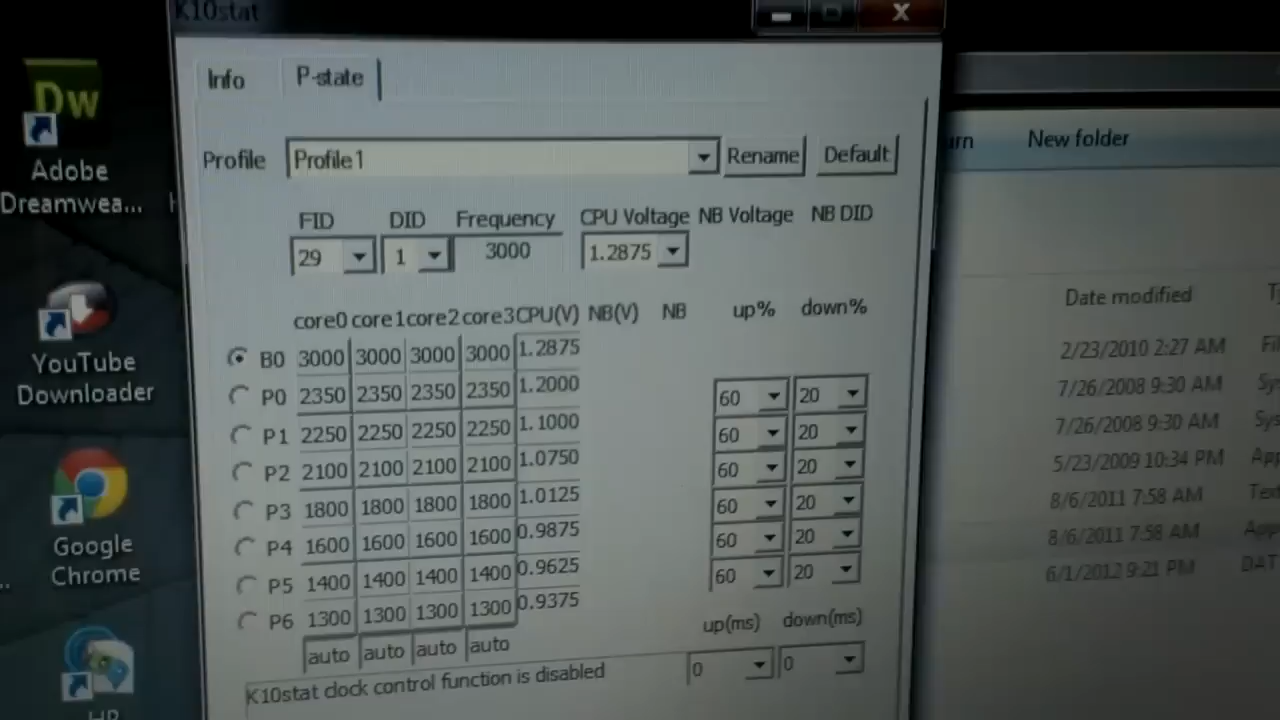 K10stat
Info P-state
Profile Profile1 Rename Default
FID DID Frequency CPU Voltage NB Voltage NB DID
29 1 3000 1.2875
core0 core1 core2 core3 CPU(V) NB(V) NB up% down%
B0 3000 3000 3000 3000 1.2875
P0 2350 2350 2350 2350 1.2000 60 20
P1 2250 2250 2250 2250 1.1000 60 20
P2 2100 2100 2100 2100 1.0750 60 20
P3 1800 1800 1800 1800 1.0125 60 20
P4 1600 1600 1600 1600 0.9875 60 20
P5 1400 1400 1400 1400 0.9625 60 20
P6 1300 1300 1300 1300 0.9375
up(ms) down(ms)
auto auto auto auto
0 0
K10stat clock control function is disabled
Dw
Adobe
Dreamwea...
YouTube
Downloader
Google
Chrome
HP
New folder
Date modified
2/23/2010 2:27 AM
7/26/2008 9:30 AM
7/26/2008 9:30 AM
5/23/2009 10:34 PM
8/6/2011 7:58 AM
8/6/2011 7:58 AM
6/1/2012 9:21 PM DAT